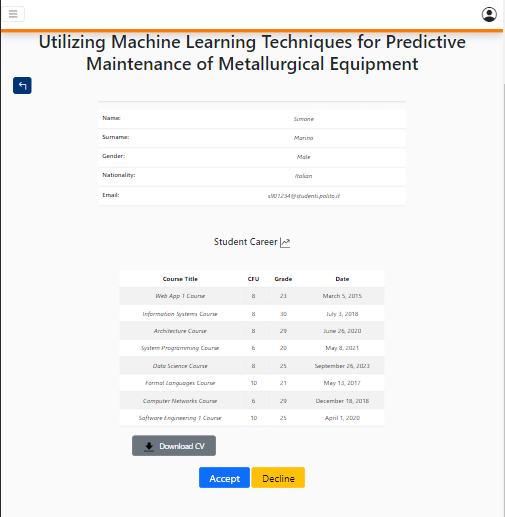 Utilizing Machine Learning Techniques for Predictive
Maintenance of Metallurgical Equipment
Name: Simone
Surname: Marino
Gender: Male
Nationality: Italian
Email: s901234@studenti.polito.it
Student Career
Course Title CFU Grade Date
Web App 1 Course 8 23 March 5, 2015
Information Systems Course 8 30 July 3, 2018
Architecture Course 8 29 June 26, 2020
System Programming Course 6 20 May 8, 2021
Data Science Course 8 25 September 26, 2023
Formal Languages Course 10 21 May 13, 2017
Computer Networks Course 6 29 December 18, 2018
Software Engineering 1 Course 10 25 April 1, 2020
Download CV
Accept Decline